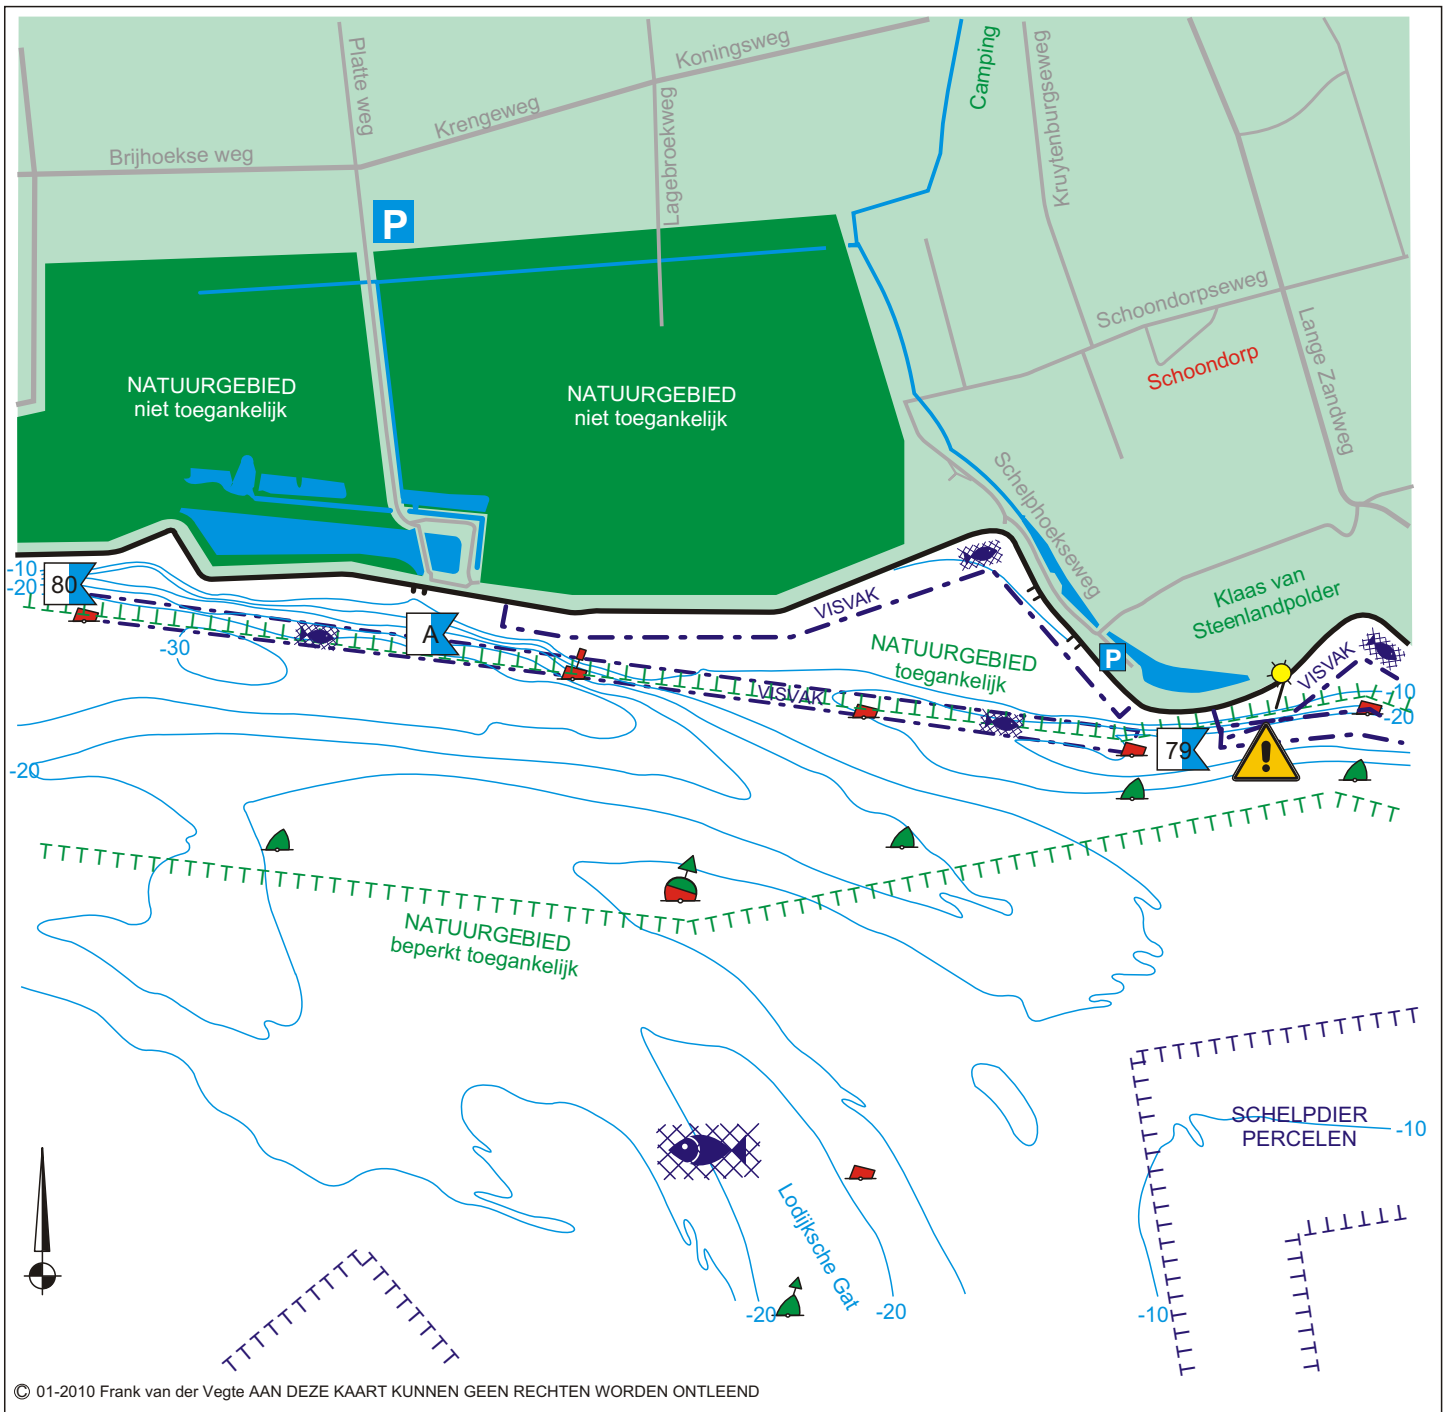 Platte weg
Koningsweg
Camping
Kruytenburgseweg
Krengeweg
Lagebroekweg
Brijhoekse weg
P
Schoondorpseweg
Schoondorp
Lange Zandweg
NATUURGEBIED
niet toegankelijk
NATUURGEBIED
niet toegankelijk
Schelphoekseweg
Klaas van
Steenlandpolder
-10
-20
80
VISVAK
A
-30
NATUURGEBIED
toegankelijk
P
VISVAK
VISVAK
-10
-20
79
!
-20
NATUURGEBIED
beperkt toegankelijk
SCHELPDIER
PERCELEN
-10
Lodijksche Gat
-20
-20
-10
© 01-2010 Frank van der Vegte AAN DEZE KAART KUNNEN GEEN RECHTEN WORDEN ONTLEEND